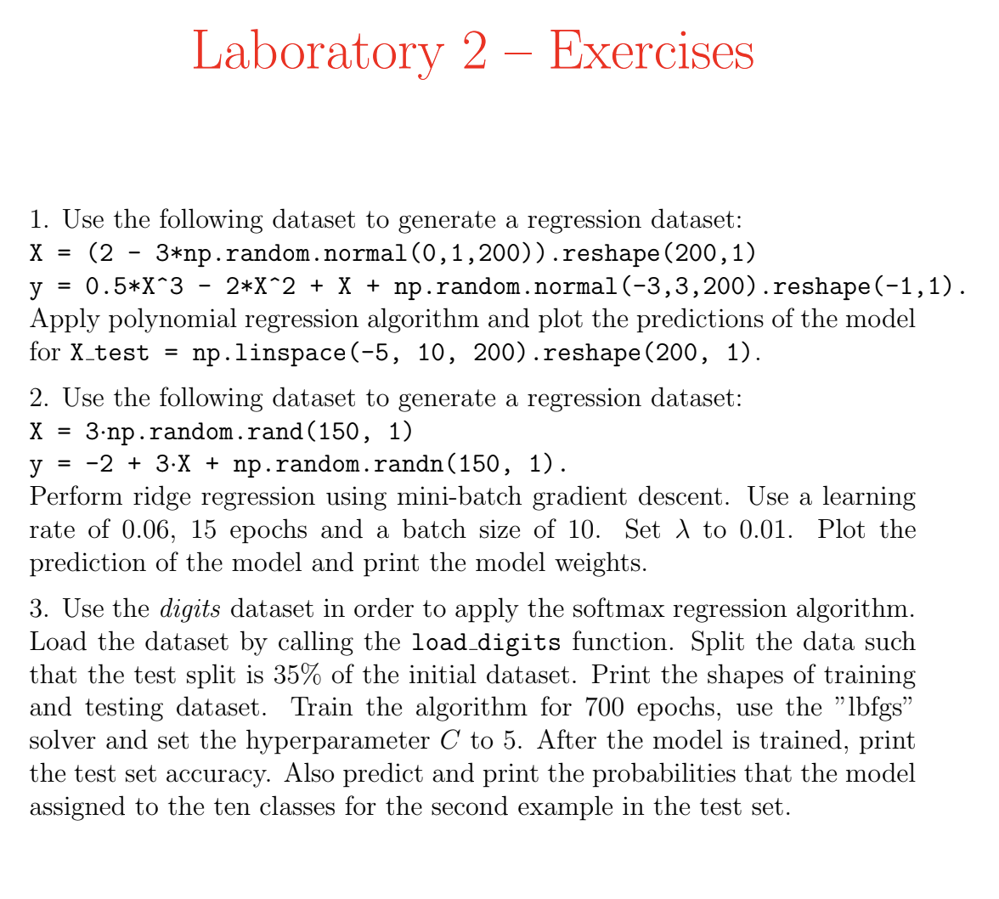 Laboratory 2 – Exercises
1. Use the following dataset to generate a regression dataset:
X = (2 - 3*np.random.normal(0,1,200)).reshape(200,1)
y = 0.5*X^3 - 2*X^2 + X + np.random.normal(-3,3,200).reshape(-1,1).
Apply polynomial regression algorithm and plot the predictions of the model
for X_test = np.linspace(-5, 10, 200).reshape(200, 1).
2. Use the following dataset to generate a regression dataset:
X = 3·np.random.rand(150, 1)
y = -2 + 3·X + np.random.randn(150, 1).
Perform ridge regression using mini-batch gradient descent. Use a learning
rate of 0.06, 15 epochs and a batch size of 10. Set λ to 0.01. Plot the
prediction of the model and print the model weights.
3. Use the digits dataset in order to apply the softmax regression algorithm.
Load the dataset by calling the load_digits function. Split the data such
that the test split is 35% of the initial dataset. Print the shapes of training
and testing dataset. Train the algorithm for 700 epochs, use the ”lbfgs”
solver and set the hyperparameter C to 5. After the model is trained, print
the test set accuracy. Also predict and print the probabilities that the model
assigned to the ten classes for the second example in the test set.